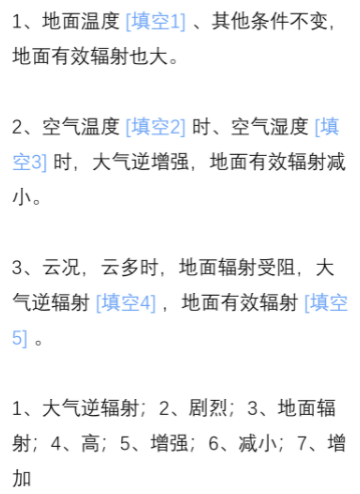 1、地面温度 [填空1] 、其他条件不变，
地面有效辐射也大。
2、空气温度 [填空2] 时、空气湿度 [填
空3] 时，大气逆增强，地面有效辐射减
小。
3、云况，云多时，地面辐射受阻，大
气逆辐射 [填空4] ，地面有效辐射 [填空
5] 。
1、大气逆辐射；2、剧烈；3、地面辐
射；4、高；5、增强；6、减小；7、增
加